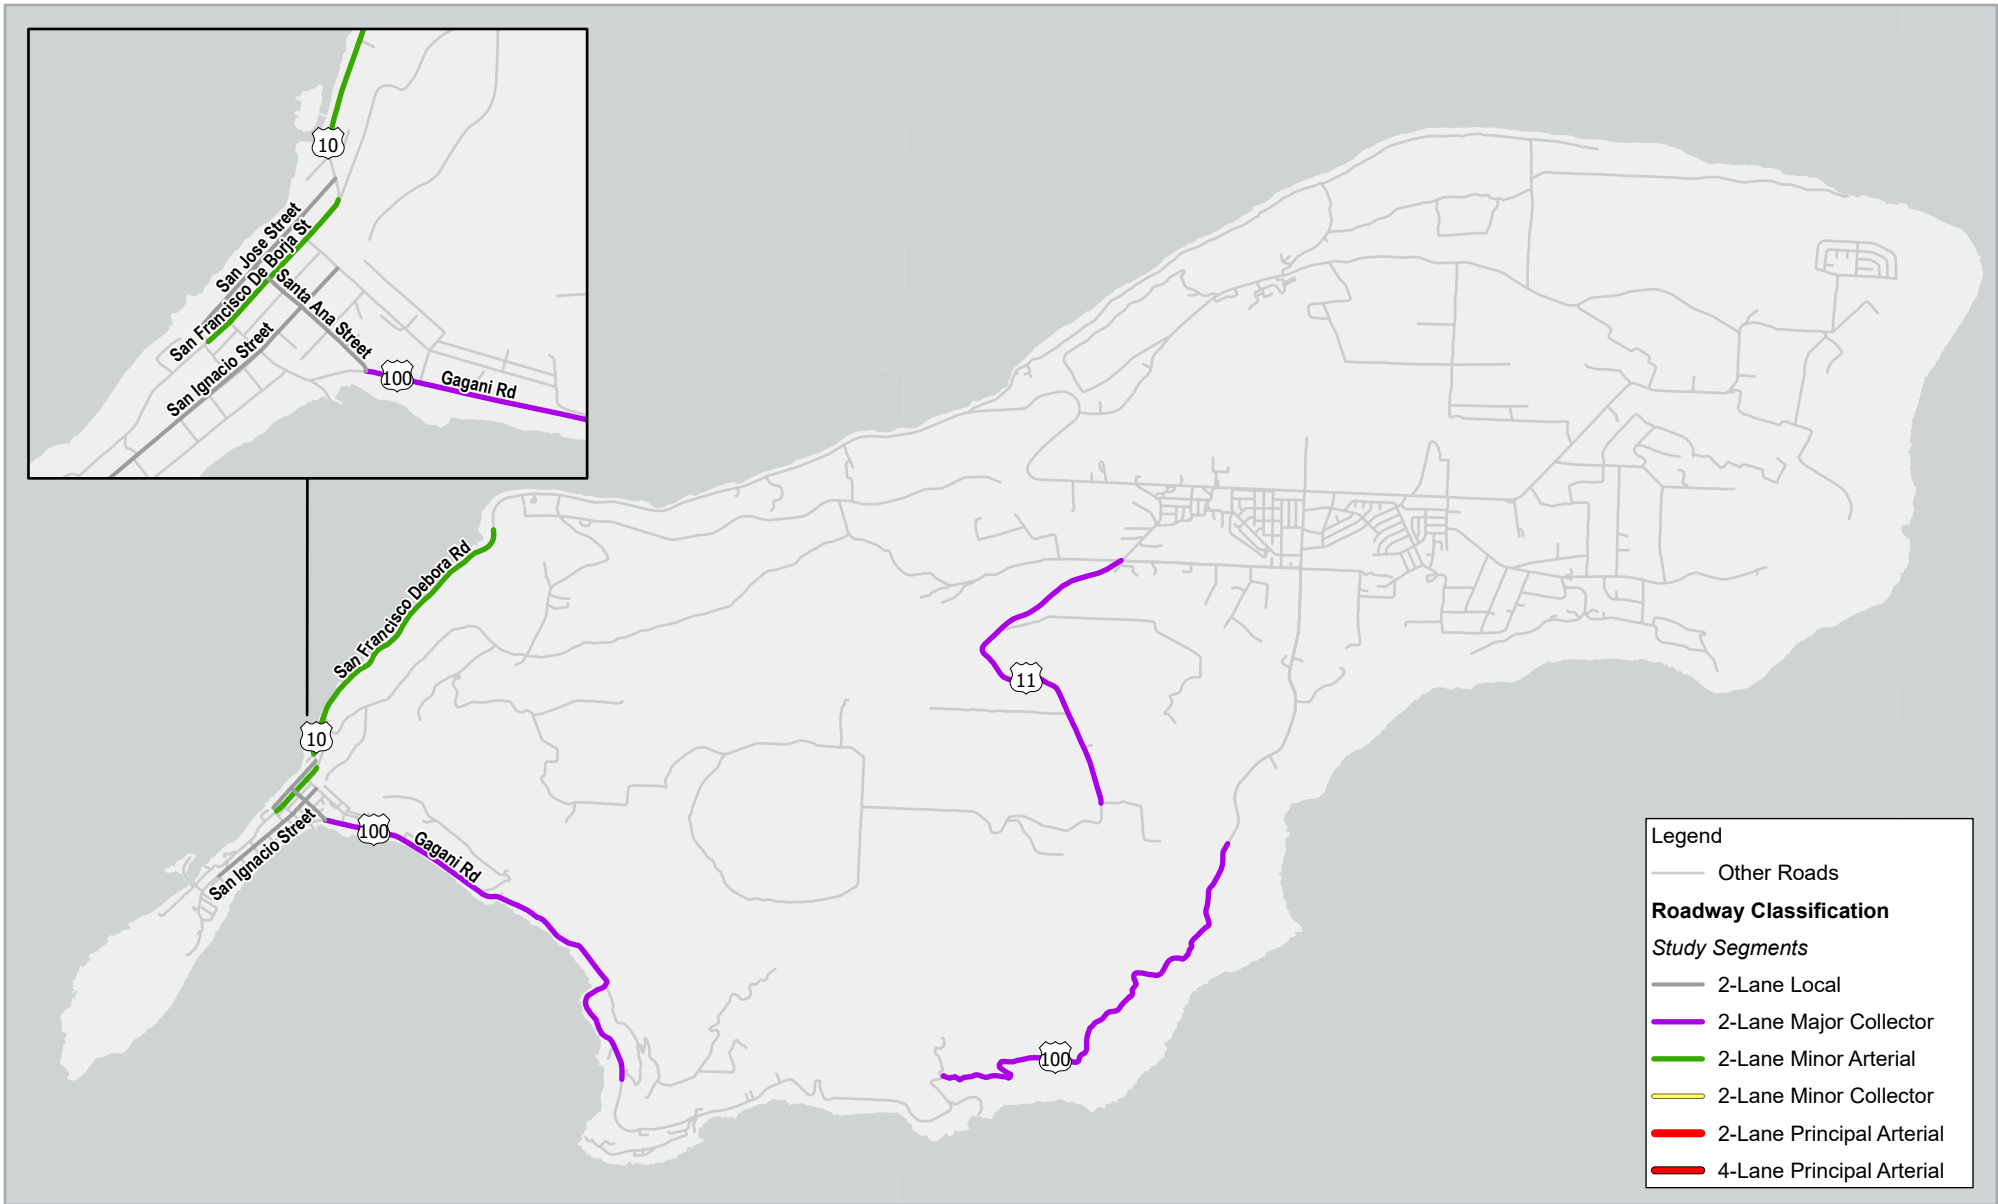 10
San Jose Street
San Francisco De Borja St
Santa Ana Street
San Ignacio Street
100
Gagani Rd
San Francisco Debora Rd
11
10
100
Gagani Rd
San Ignacio Street
100
Legend
Other Roads
Roadway Classification
Study Segments
2-Lane Local
2-Lane Major Collector
2-Lane Minor Arterial
2-Lane Minor Collector
2-Lane Principal Arterial
4-Lane Principal Arterial